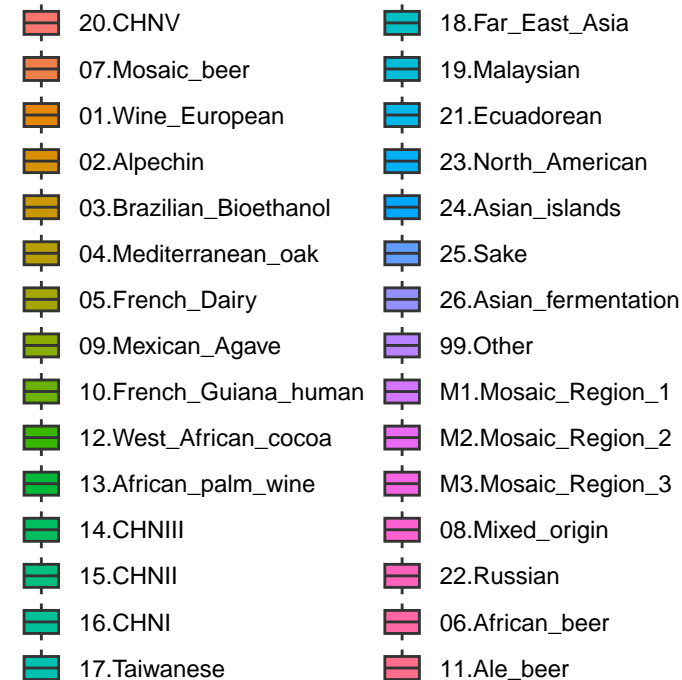 20.CHNV
07.Mosaic_beer
01.Wine_European
02.Alpechin
03.Brazilian_Bioethanol
04.Mediterranean_oak
05.French_Dairy
09.Mexican_Agave
10.French_Guiana_human
12.West_African_cocoa
13.African_palm_wine
14.CHNIII
15.CHNII
16.CHNI
17.Taiwanese
18.Far_East_Asia
19.Malaysian
21.Ecuadorean
23.North_American
24.Asian_islands
25.Sake
26.Asian_fermentation
99.Other
M1.Mosaic_Region_1
M2.Mosaic_Region_2
M3.Mosaic_Region_3
08.Mixed_origin
22.Russian
06.African_beer
11.Ale_beer